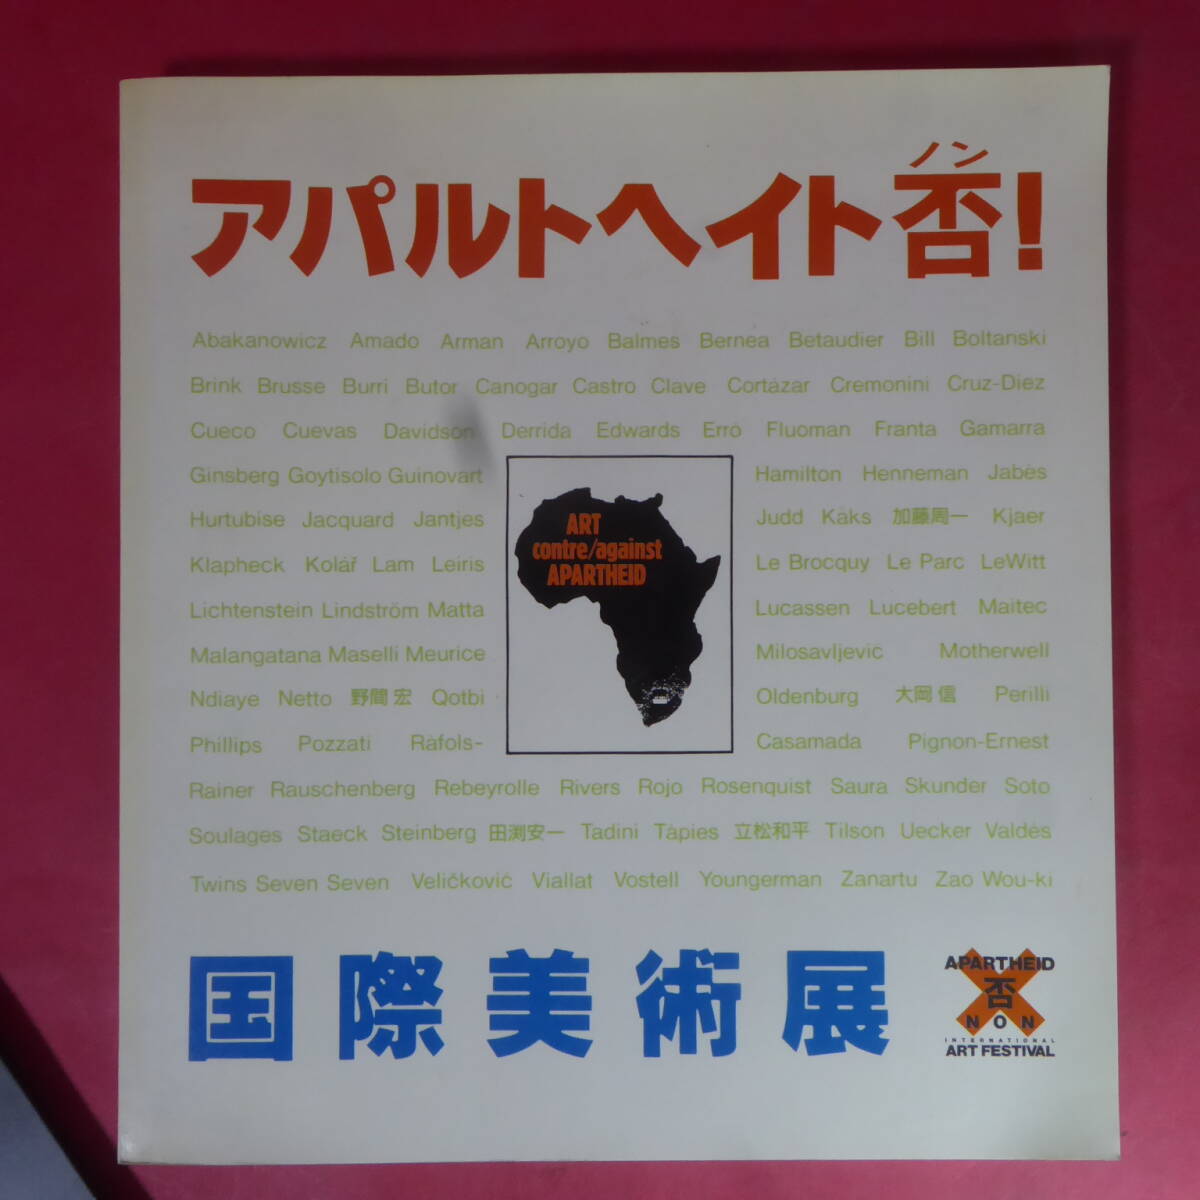 ノン
アパルトヘイト否!
Abakanowicz Amado Arman Arroyo Balmes Bernea Betaudier Bill Boltanski
Brink Brusse Burri Butor Canogar Castro Clave Cortázar Cremonini Cruz-Diez
Cueco Cuevas Davidson Derrida Edwards Erró Fluoman Franta Gamarra
Ginsberg Goytisolo Guinovart Hamilton Henneman Jabès
Hurtubise Jacquard Jantjes Judd Kaks 加藤周一 Kjaer
Klapheck Kolář Lam Leiris Le Brocquy Le Parc LeWitt
Lichtenstein Lindström Matta Lucassen Lucebert Maitec
Malangatana Maselli Meurice Milosavljevic Motherwell
Ndiaye Netto 野間 宏 Qotbi Oldenburg 大岡 信 Perilli
Phillips Pozzati Ràfols- Casamada Pignon-Ernest
Rainer Rauschenberg Rebeyrolle Rivers Rojo Rosenquist Saura Skunder Soto
Soulages Staeck Steinberg 田渕安一 Tadini Tàpies 立松和平 Tilson Uecker Valdés
Twins Seven Seven Veličković Viallat Vostell Youngerman Zanartu Zao Wou-ki
ART
contre/against
APARTHEID
国際美術展
APARTHEID
否
NON
INTERNATIONAL
ART FESTIVAL